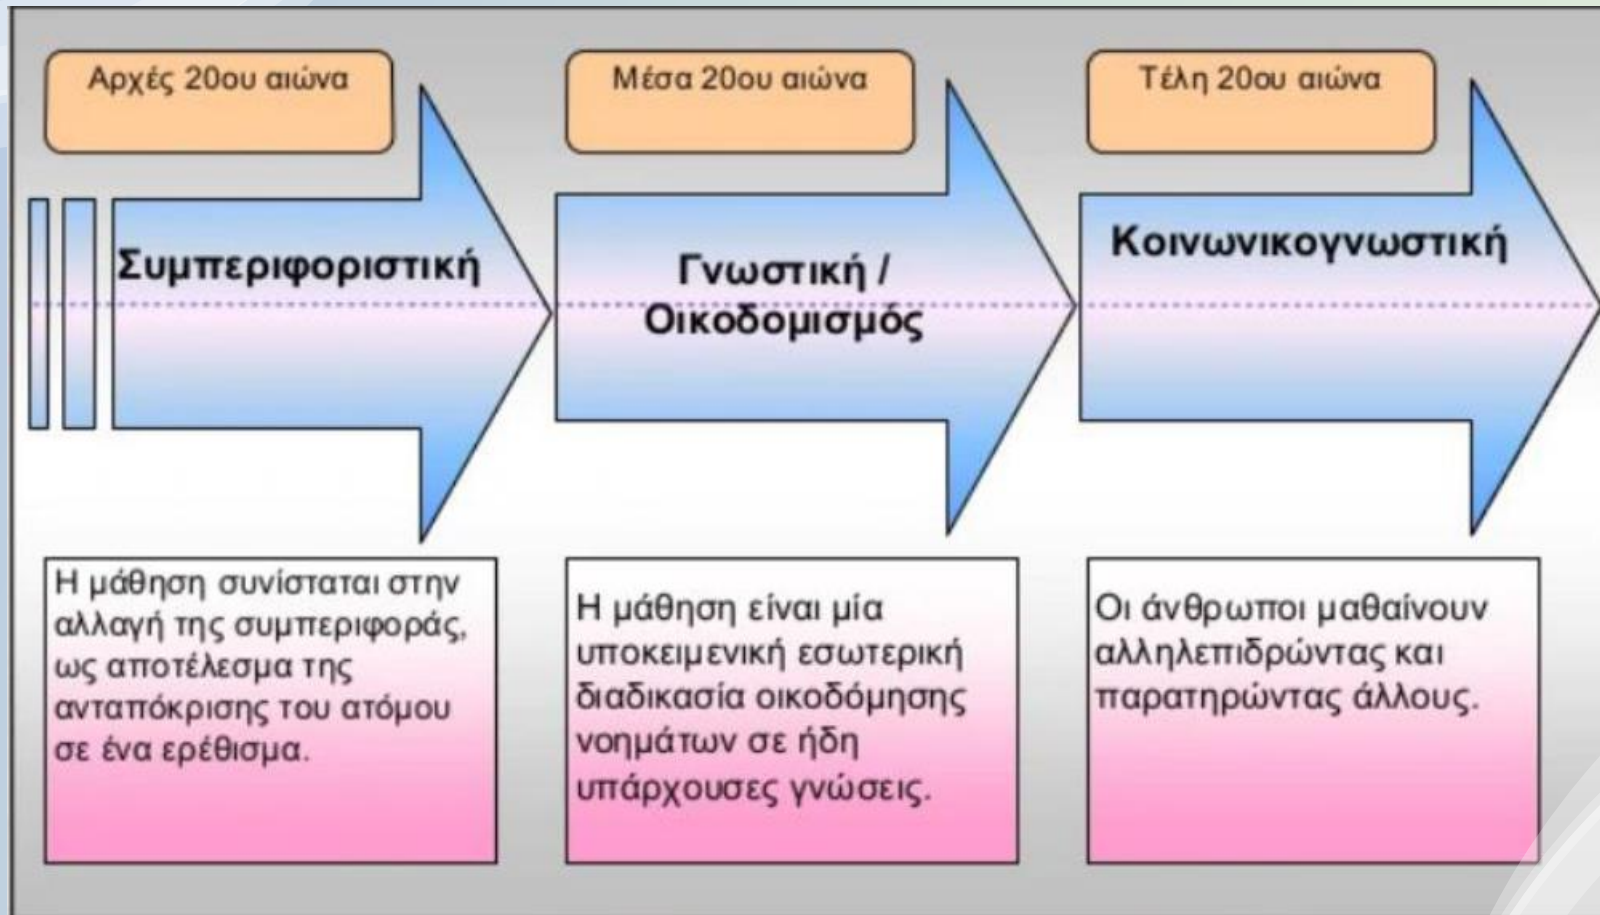 Αρχές 20ου αιώνα
Μέσα 20ου αιώνα
Τέλη 20ου αιώνα
Συμπεριφοριστική
Γνωστική /
Οικοδομισμός
Κοινωνικογνωστική
Η μάθηση συνίσταται στην
αλλαγή της συμπεριφοράς,
ως αποτέλεσμα της
ανταπόκρισης του ατόμου
σε ένα ερέθισμα.
Η μάθηση είναι μία
υποκειμενική εσωτερική
διαδικασία οικοδόμησης
νοημάτων σε ήδη
υπάρχουσες γνώσεις.
Οι άνθρωποι μαθαίνουν
αλληλεπιδρώντας και
παρατηρώντας άλλους.